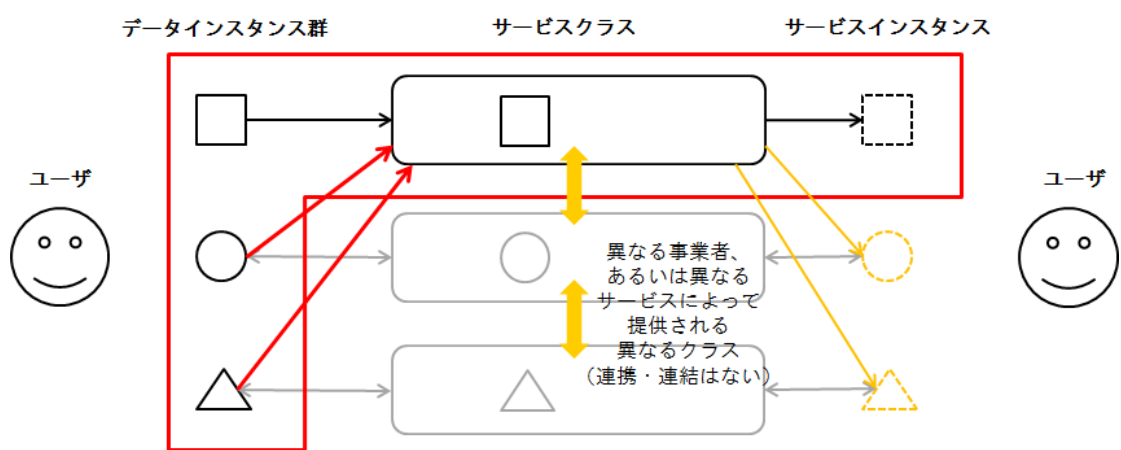 データインスタンス群
サービスクラス
サービスインスタンス
ユーザ
ユーザ
異なる事業者、
あるいは異なる
サービスによって
提供される
異なるクラス
（連携・連結はない）